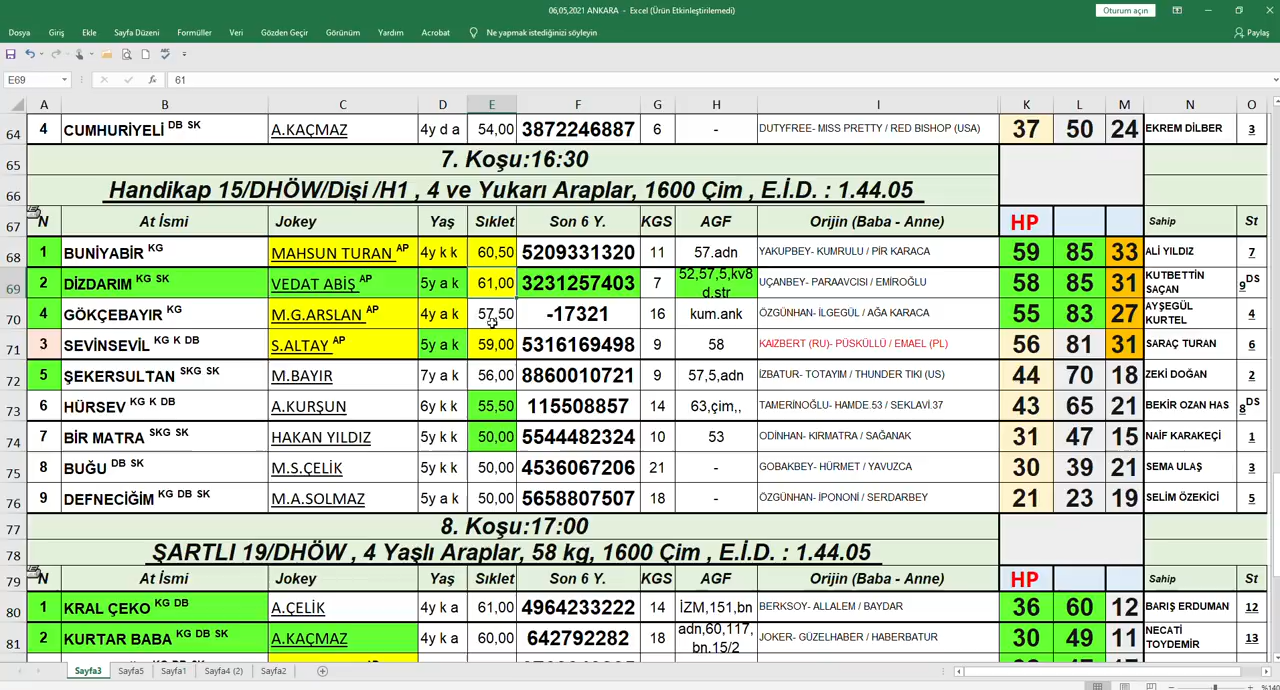 06,05,2021 ANKARA - Excel (Ürün Etkinleştirilemedi)
Oturum açın
Dosya Giriş Ekle Sayfa Düzeni Formüller Veri Gözden Geçir Görünüm Yardım Acrobat Ne yapmak istediğinizi söyleyin Paylaş
E69 fx 61
A B C D E F G H I K L M N O
64 4 CUMHURİYELİ DB SK A.KAÇMAZ 4y d a 54,00 3872246887 6 - DUTYFREE- MISS PRETTY / RED BISHOP (USA) 37 50 24 EKREM DİLBER 3
65 7. Koşu:16:30
66 Handikap 15/DHÖW/Dişi /H1 , 4 ve Yukarı Araplar, 1600 Çim , E.İ.D. : 1.44.05
67 N At İsmi Jokey Yaş Sıklet Son 6 Y. KGS AGF Orijin (Baba - Anne) HP Sahip St
68 1 BUNİYABİR KG MAHSUN TURAN AP 4y k k 60,50 5209331320 11 57.adn YAKUPBEY- KUMRULU / PİR KARACA 59 85 33 ALİ YILDIZ 7
69 2 DİZDARIM KG SK VEDAT ABİŞ AP 5y a k 61,00 3231257403 7 52,57,5,kv8 d.str UÇANBEY- PARAAVCISI / EMİROĞLU 58 85 31 KUTBETTİN SAÇAN 9 DS
70 4 GÖKÇEBAYIR KG M.G.ARSLAN AP 4y a k 57,50 -17321 16 kum.ank ÖZGÜNHAN- İLGEGÜL / AĞA KARACA 55 83 27 AYŞEGÜL KURTEL 4
71 3 SEVİNSEVİL KG K DB S.ALTAY AP 5y a k 59,00 5316169498 9 58 KAIZBERT (RU)- PÜSKÜLLÜ / EMAEL (PL) 56 81 31 SARAÇ TURAN 6
72 5 ŞEKERSULTAN SKG SK M.BAYIR 7y a k 56,00 8860010721 9 57,5,adn İZBATUR- TOTAYIM / THUNDER TIKI (US) 44 70 18 ZEKİ DOĞAN 2
73 6 HÜRSEV KG K DB A.KURŞUN 6y k k 55,50 115508857 14 63,çim,, TAMERİNOĞLU- HAMDE.53 / SEKLAVİ.37 43 65 21 BEKİR OZAN HAS 8 DS
74 7 BİR MATRA SKG SK HAKAN YILDIZ 5y k k 50,00 5544482324 10 53 ODİNHAN- KIRMATRA / SAĞANAK 31 47 15 NAİF KARAKEÇİ 1
75 8 BUĞU DB SK M.S.ÇELİK 5y k k 50,00 4536067206 21 - GOBAKBEY- HÜRMET / YAVUZCA 30 39 21 SEMA ULAŞ 3
76 9 DEFNECİĞİM KG DB SK M.A.SOLMAZ 5y a k 50,00 5658807507 18 - ÖZGÜNHAN- İPONONİ / SERDARBEY 21 23 19 SELİM ÖZEKİCİ 5
77 8. Koşu:17:00
78 ŞARTLI 19/DHÖW , 4 Yaşlı Araplar, 58 kg, 1600 Çim , E.İ.D. : 1.44.05
79 N At İsmi Jokey Yaş Sıklet Son 6 Y. KGS AGF Orijin (Baba - Anne) HP Sahip St
80 1 KRAL ÇEKO KG DB A.ÇELİK 4y k a 61,00 4964233222 14 İZM,151,bn BERKSOY- ALLALEM / BAYDAR 36 60 12 BARIŞ ERDUMAN 12
81 2 KURTAR BABA KG DB SK A.KAÇMAZ 4y k a 60,00 642792282 18 adn,60,117, bn.15/2 JOKER- GÜZELHABER / HABERBATUR 30 49 11 NECATİ TOYDEMİR 13
Sayfa3 Sayfa5 Sayfa1 Sayfa4 (2) Sayfa2
%140